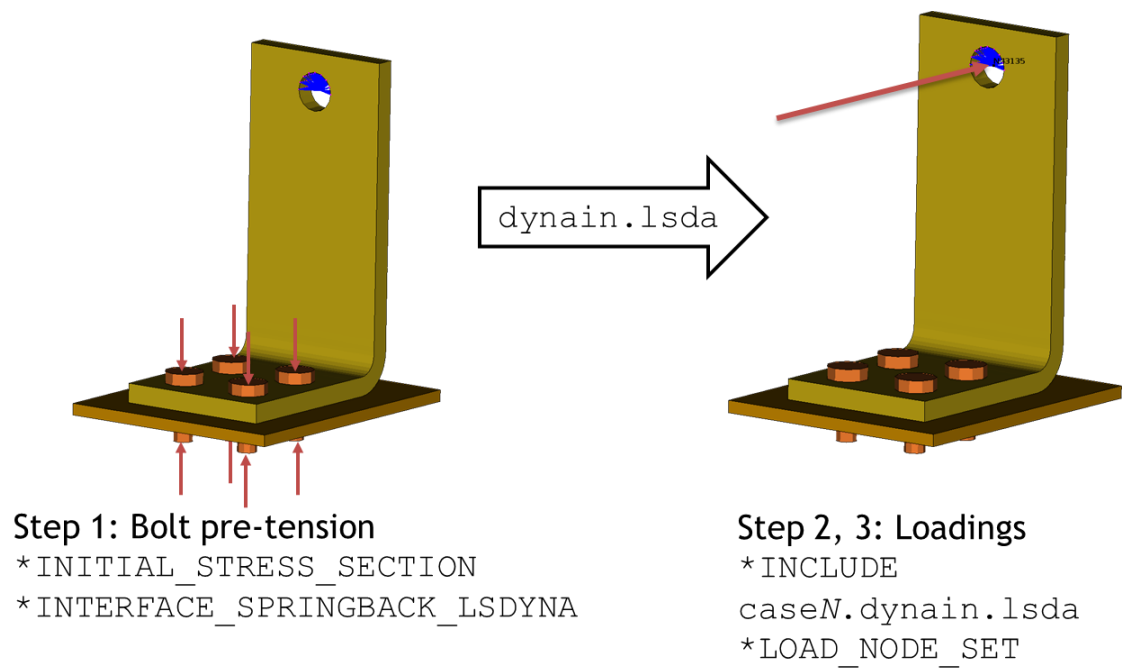 dynain.lsda
Step 1: Bolt pre-tension
*INITIAL_STRESS_SECTION
*INTERFACE_SPRINGBACK_LSDYNA
Step 2, 3: Loadings
*INCLUDE
caseN.dynain.lsda
*LOAD_NODE_SET